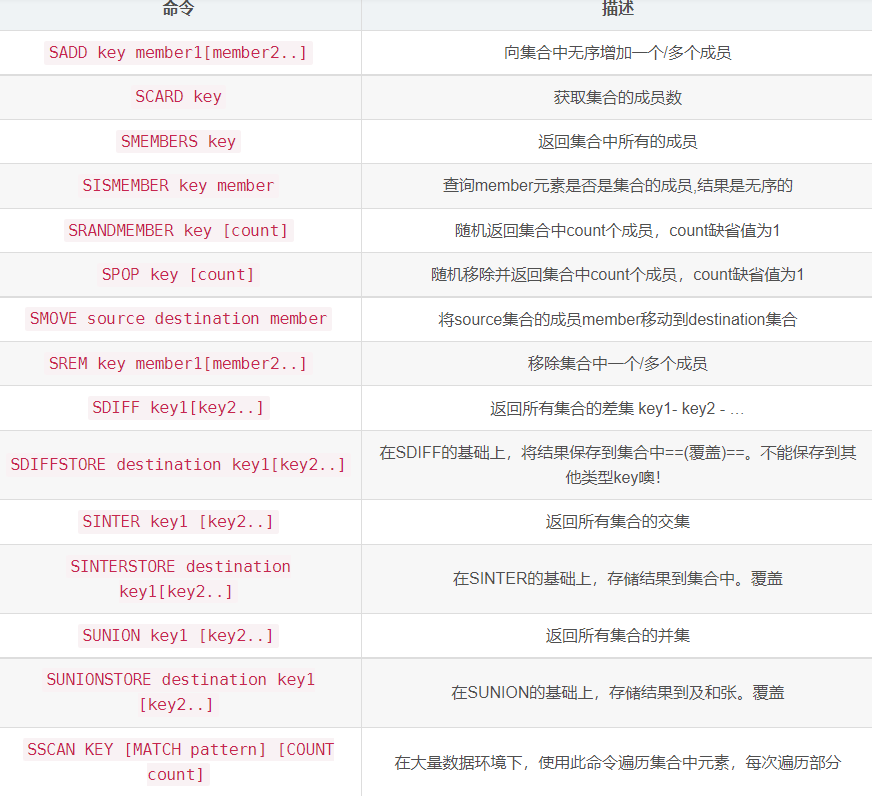 命令 描述
SADD key member1[member2..] 向集合中无序增加一个/多个成员
SCARD key 获取集合的成员数
SMEMBERS key 返回集合中所有的成员
SISMEMBER key member 查询member元素是否是集合的成员,结果是无序的
SRANDMEMBER key [count] 随机返回集合中count个成员，count缺省值为1
SPOP key [count] 随机移除并返回集合中count个成员，count缺省值为1
SMOVE source destination member 将source集合的成员member移动到destination集合
SREM key member1[member2..] 移除集合中一个/多个成员
SDIFF key1[key2..] 返回所有集合的差集 key1- key2 - …
SDIFFSTORE destination key1[key2..] 在SDIFF的基础上，将结果保存到集合中==(覆盖)==。不能保存到其
他类型key噢！
SINTER key1 [key2..] 返回所有集合的交集
SINTERSTORE destination
key1[key2..]
在SINTER的基础上，存储结果到集合中。覆盖
SUNION key1 [key2..] 返回所有集合的并集
SUNIONSTORE destination key1
[key2..]
在SUNION的基础上，存储结果到及和张。覆盖
SSCAN KEY [MATCH pattern] [COUNT
count]
在大量数据环境下，使用此命令遍历集合中元素，每次遍历部分